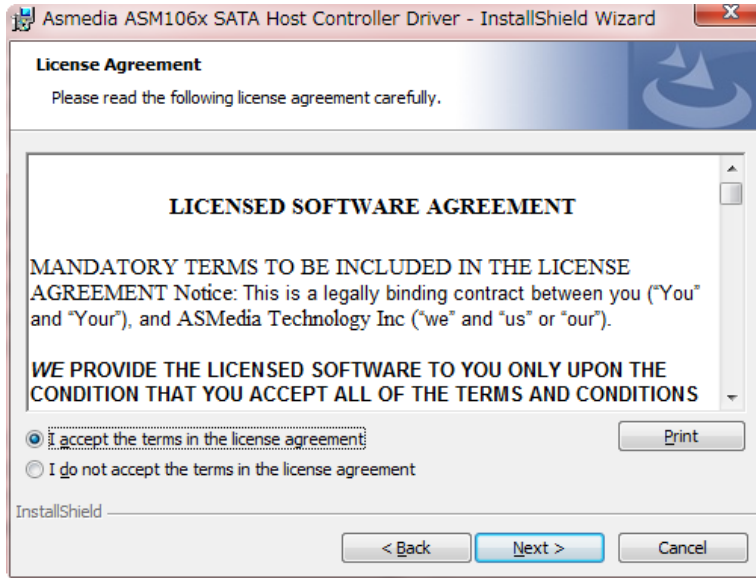 Asmedia ASM106x SATA Host Controller Driver - InstallShield Wizard
License Agreement
Please read the following license agreement carefully.
LICENSED SOFTWARE AGREEMENT
MANDATORY TERMS TO BE INCLUDED IN THE LICENSE
AGREEMENT Notice: This is a legally binding contract between you (“You”
and “Your”), and ASMedia Technology Inc (“we” and “us” or “our”).
WE PROVIDE THE LICENSED SOFTWARE TO YOU ONLY UPON THE
CONDITION THAT YOU ACCEPT ALL OF THE TERMS AND CONDITIONS
I accept the terms in the license agreement
Print
I do not accept the terms in the license agreement
InstallShield
< Back
Next >
Cancel